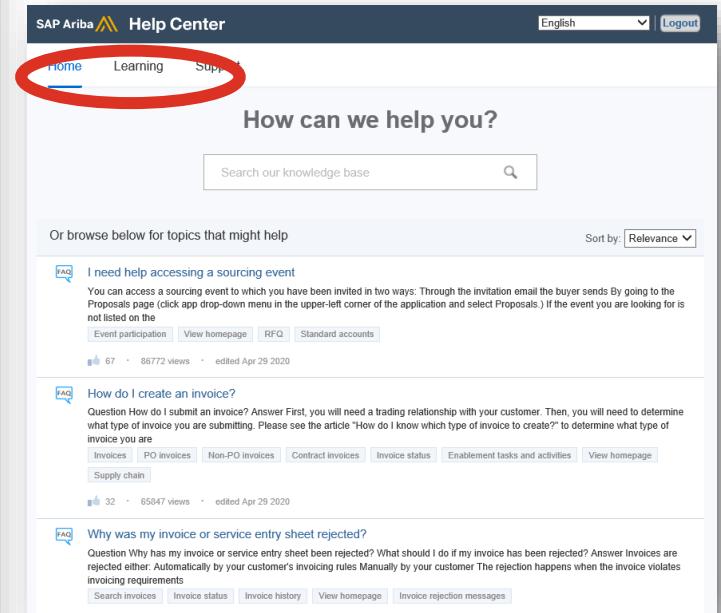 SAP Ariba Help Center English Logout
Home Learning Support
How can we help you?
Search our knowledge base
Or browse below for topics that might help Sort by: Relevance
FAQ I need help accessing a sourcing event
You can access a sourcing event to which you have been invited in two ways: Through the invitation email the buyer sends By going to the
Proposals page (click app drop-down menu in the upper-left corner of the application and select Proposals.) If the event you are looking for is
not listed on the
Event participation View homepage RFQ Standard accounts
67 · 86772 views · edited Apr 29 2020
FAQ How do I create an invoice?
Question How do I submit an invoice? Answer First, you will need a trading relationship with your customer. Then, you will need to determine
what type of invoice you are submitting. Please see the article "How do I know which type of invoice to create?" to determine what type of
invoice you are
Invoices PO invoices Non-PO invoices Contract invoices Invoice status Enablement tasks and activities View homepage
Supply chain
32 · 65847 views · edited Apr 29 2020
FAQ Why was my invoice or service entry sheet rejected?
Question Why has my invoice or service entry sheet been rejected? What should I do if my invoice has been rejected? Answer Invoices are
rejected either: Automatically by your customer's invoicing rules Manually by your customer The rejection happens when the invoice violates
invoicing requirements
Search invoices Invoice status Invoice history View homepage Invoice rejection messages